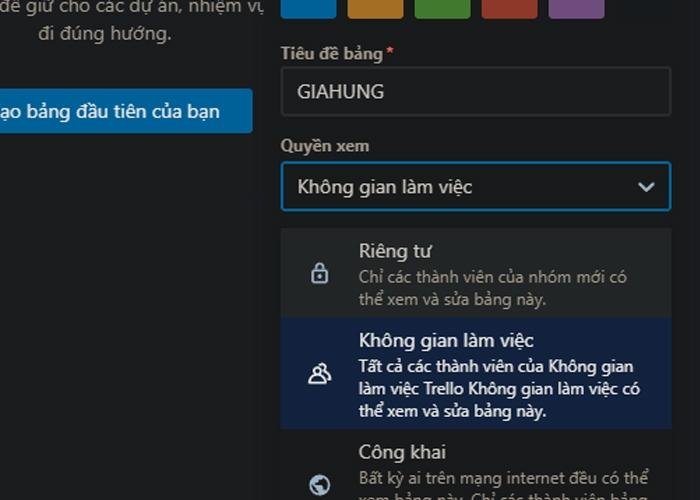 để giữ cho các dự án, nhiệm vụ
đi đúng hướng.
ạo bảng đầu tiên của bạn
Tiêu đề bảng*
GIAHUNG
Quyền xem
Không gian làm việc
Riêng tư
Chỉ các thành viên của nhóm mới có
thể xem và sửa bảng này.
Không gian làm việc
Tất cả các thành viên của Không gian
làm việc Trello Không gian làm việc có
thể xem và sửa bảng này.
Công khai
Bất kỳ ai trên mạng internet đều có thể
xem bảng này. Chỉ các thành viên bảng